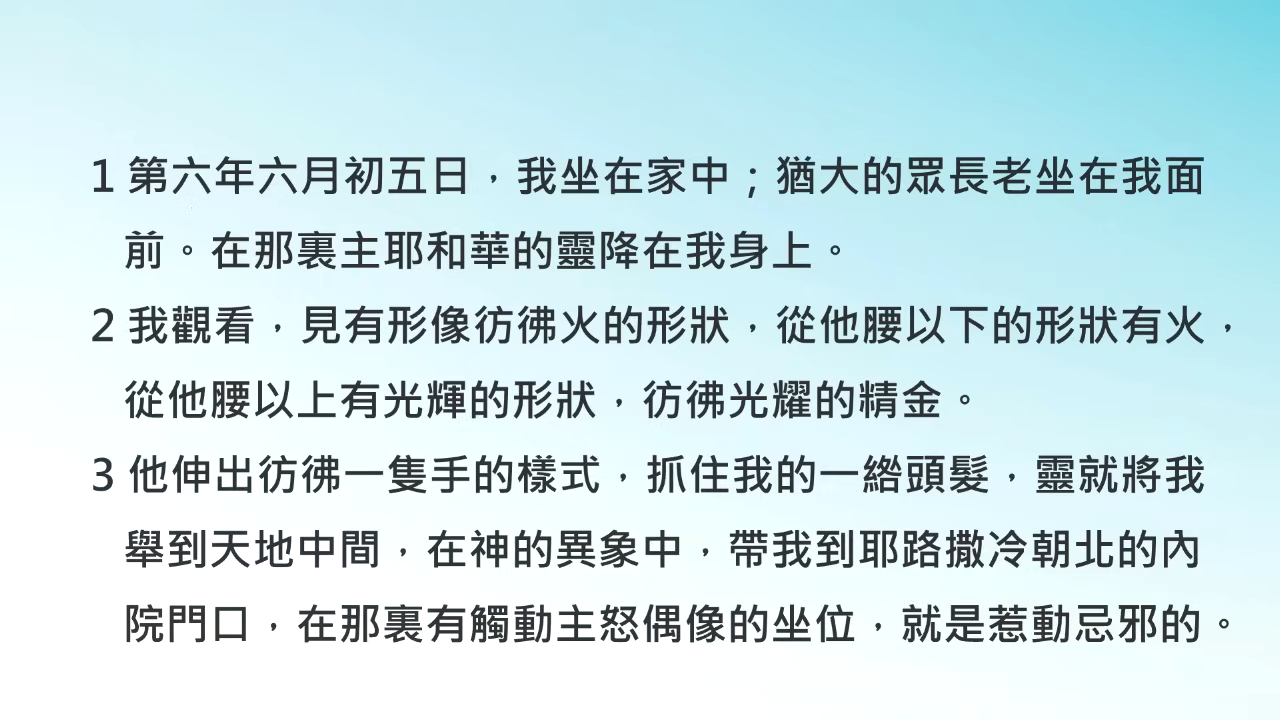 1 第六年六月初五日，我坐在家中；猶大的眾長老坐在我面
前。在那裏主耶和華的靈降在我身上。
2 我觀看，見有形像彷彿火的形狀，從他腰以下的形狀有火，
從他腰以上有光輝的形狀，彷彿光耀的精金。
3 他伸出彷彿一隻手的樣式，抓住我的一綹頭髮，靈就將我
舉到天地中間，在神的異象中，帶我到耶路撒冷朝北的內
院門口，在那裏有觸動主怒偶像的坐位，就是惹動忌邪的。